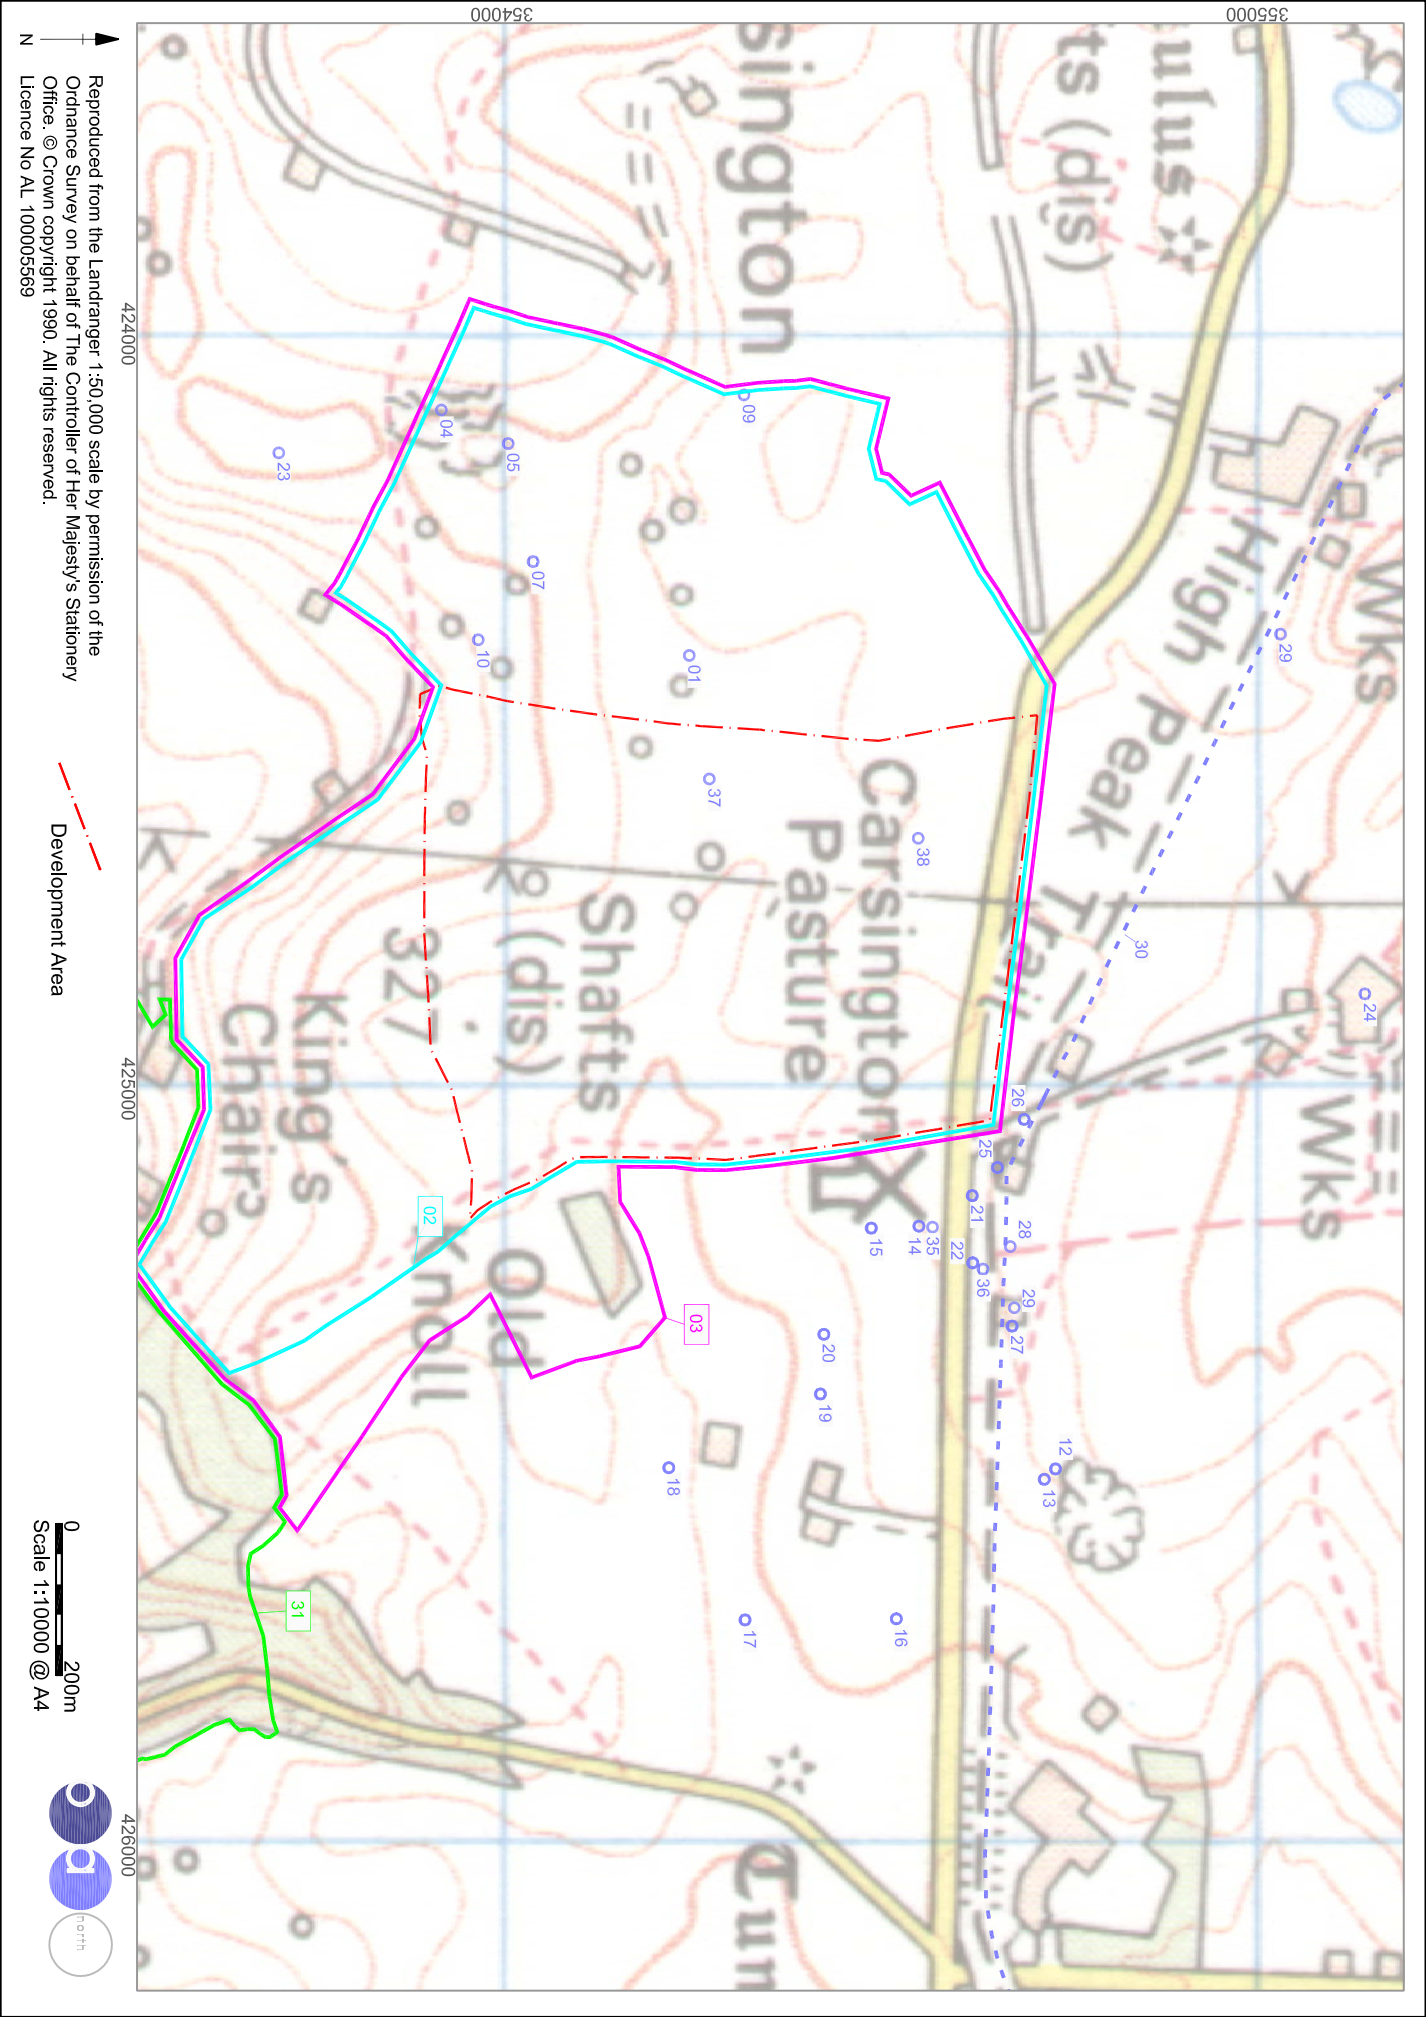 sington
ulus
ts (dis)
Wks
High Peak Trail
Carsington
Pasture
Shafts
(dis)
327
King's
Chair
Old
Knoll
Wks
Tun
K
K
354000
355000
424000
425000
426000
01
02
03
04
05
07
09
10
12
13
14
15
16
17
18
19
20
21
22
23
24
25
26
27
28
29
29
30
31
35
36
37
38
N
Reproduced from the Landranger 1:50,000 scale by permission of the
Ordnance Survey on behalf of The Controller of Her Majesty's Stationery
Office. © Crown copyright 1990. All rights reserved.
Licence No AL 100005569
Development Area
0 200m
Scale 1:10000 @ A4
o a north